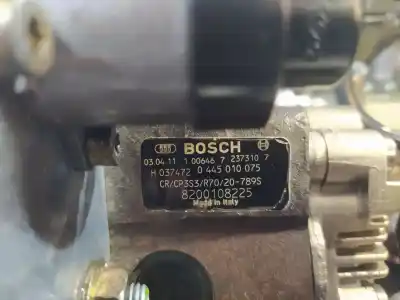 BOSCH
03.04.11 1.00646 7 237310 7
H 037472 0 445 010 075
CR/CP3S3/R70/20-789S
8200108225
Made in Italy